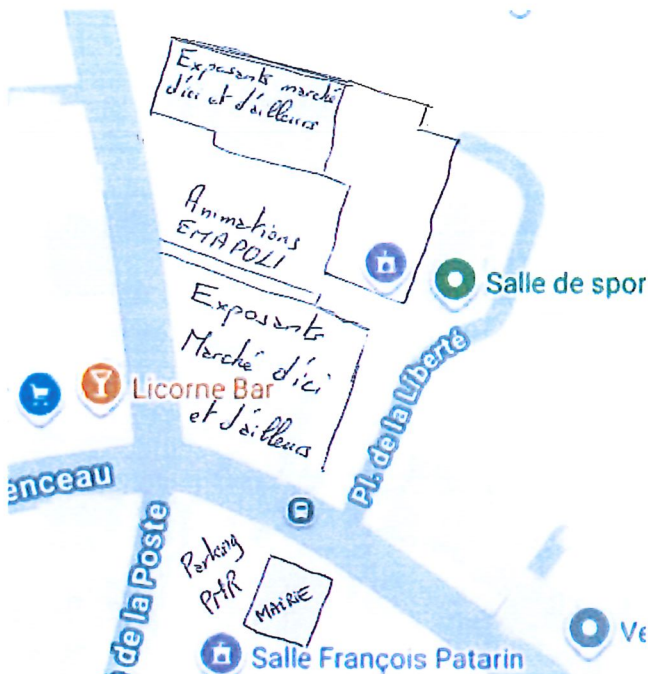 Exposants marché
d'ici et d'ailleurs
Animations
EMAPOLI
Salle de spor
Exposants
Marché d'ici
et d'ailleurs
Licorne Bar
Pl. de la Liberté
enceau
de la Poste
Parking
PMR
MAIRIE
Salle François Patarin
Ve